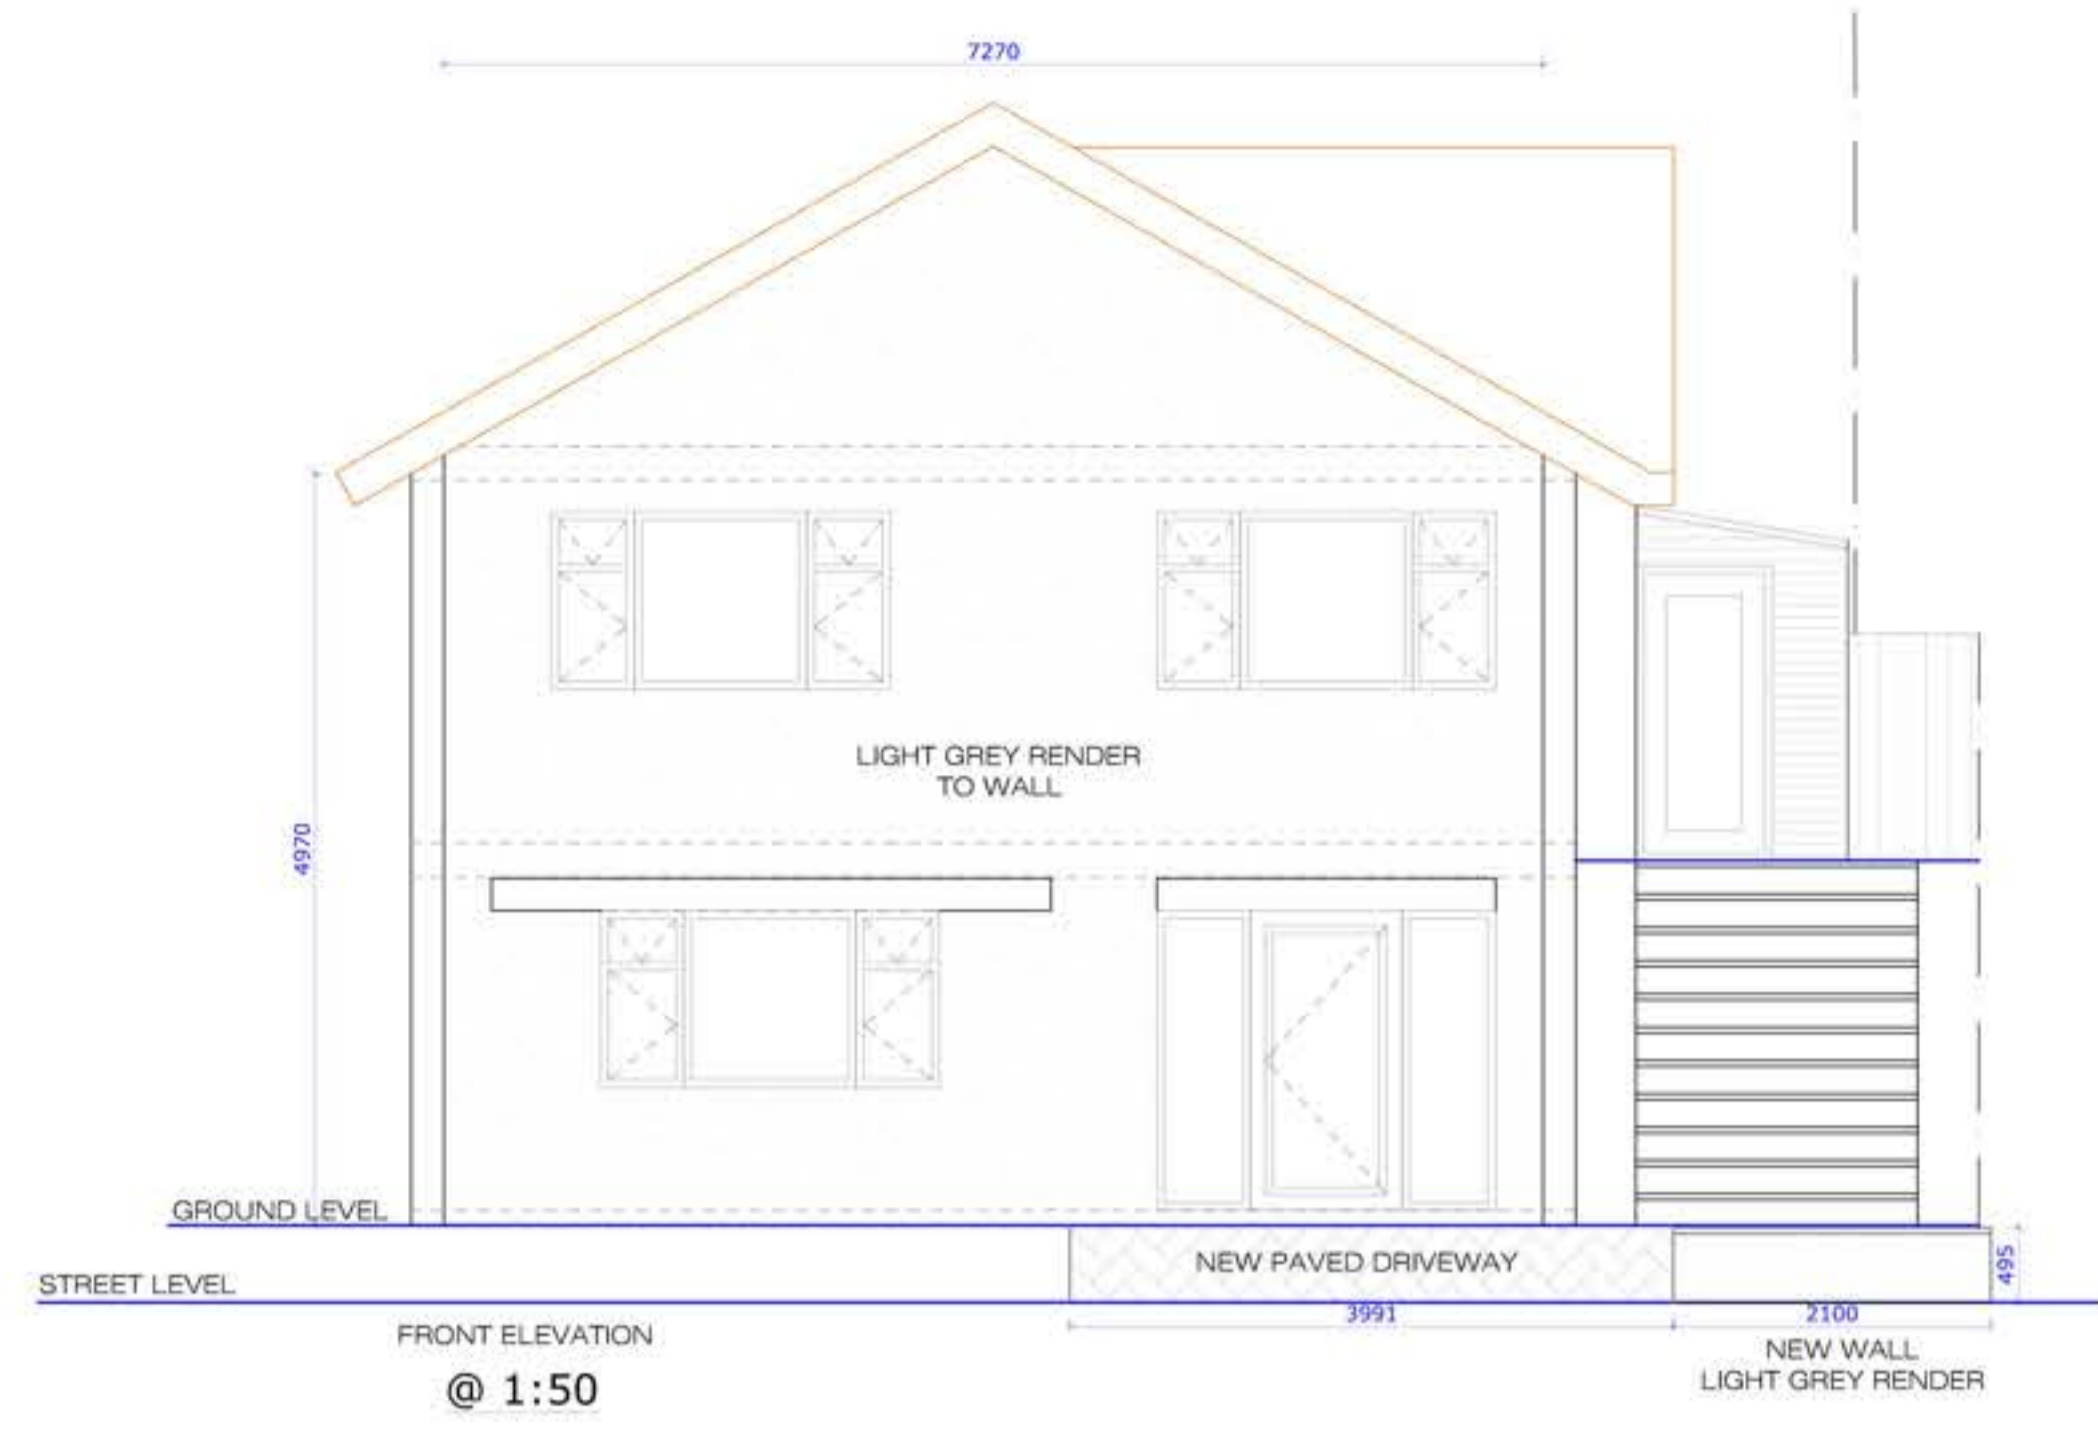 7270
LIGHT GREY RENDER
TO WALL
4970
GROUND LEVEL
NEW PAVED DRIVEWAY
495
STREET LEVEL
3991
2100
FRONT ELEVATION
@ 1:50
NEW WALL
LIGHT GREY RENDER